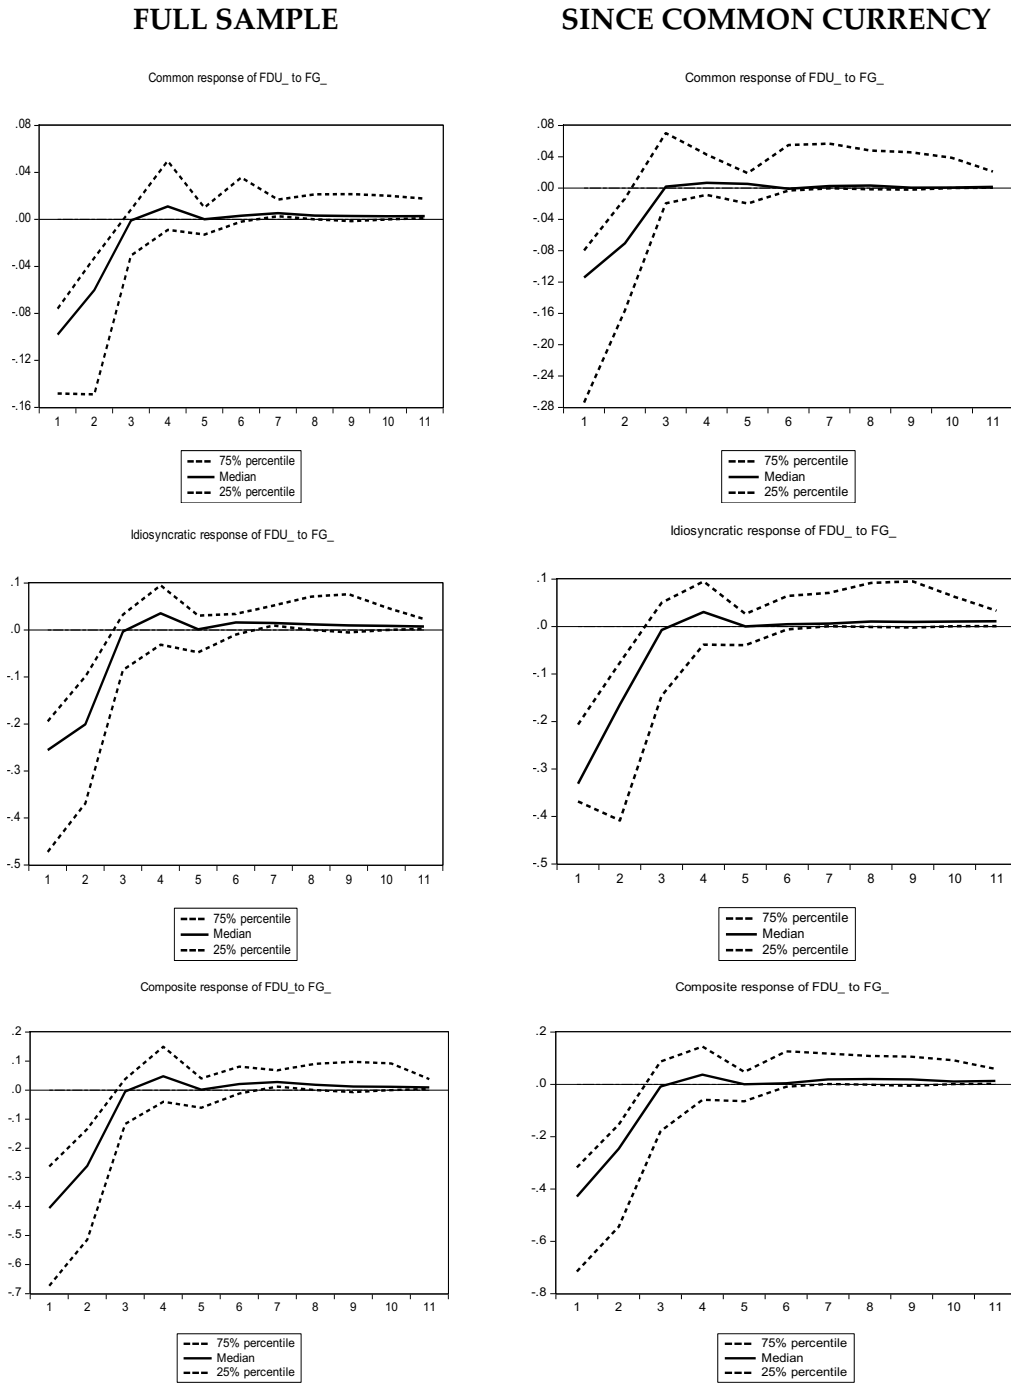 FULL SAMPLE
SINCE COMMON CURRENCY
Common response of FDU_ to FG_
.08
.04
.00
-.04
-.08
-.12
-.16
1 2 3 4 5 6 7 8 9 10 11
75% percentile
Median
25% percentile
Common response of FDU_ to FG_
.08
.04
.00
-.04
-.08
-.12
-.16
-.20
-.24
-.28
1 2 3 4 5 6 7 8 9 10 11
75% percentile
Median
25% percentile
Idiosyncratic response of FDU_ to FG_
.1
.0
-.1
-.2
-.3
-.4
-.5
1 2 3 4 5 6 7 8 9 10 11
75% percentile
Median
25% percentile
Idiosyncratic response of FDU_ to FG_
.1
.0
-.1
-.2
-.3
-.4
-.5
1 2 3 4 5 6 7 8 9 10 11
75% percentile
Median
25% percentile
Composite response of FDU_to FG_
.2
.1
.0
-.1
-.2
-.3
-.4
-.5
-.6
-.7
1 2 3 4 5 6 7 8 9 10 11
75% percentile
Median
25% percentile
Composite response of FDU_ to FG_
.2
.0
-.2
-.4
-.6
-.8
1 2 3 4 5 6 7 8 9 10 11
75% percentile
Median
25% percentile